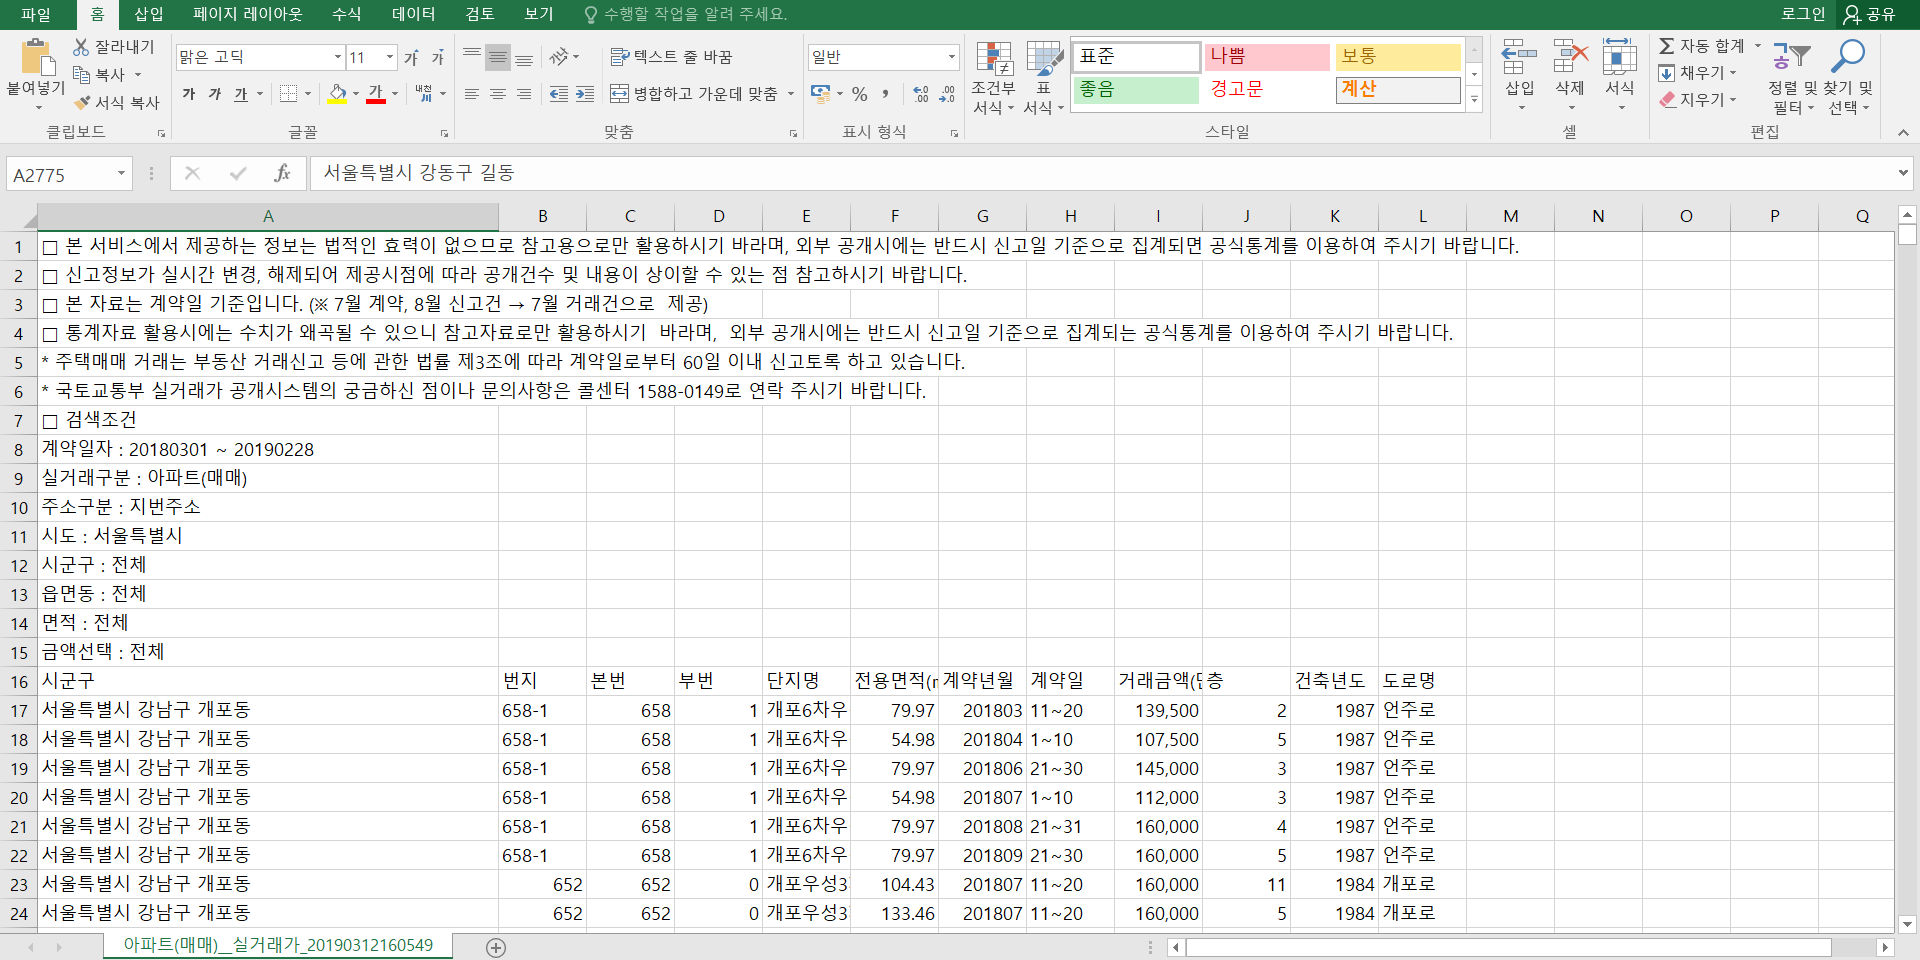 파일 홈 삽입 페이지 레이아웃 수식 데이터 검토 보기 수행할 작업을 알려 주세요. 로그인 공유
붙여넣기 잘라내기 복사 서식 복사 클립보드
맑은 고딕 11 가 가 가 가 가 가 내천 글꼴
텍스트 줄 바꿈 병합하고 가운데 맞춤 맞춤
일반 % , 표시 형식
조건부 서식 표 서식 표준 나쁨 보통 좋음 경고문 계산 스타일
삽입 삭제 서식 셀
자동 합계 채우기 지우기 정렬 및 필터 찾기 및 선택 편집
A2775 fx 서울특별시 강동구 길동
A B C D E F G H I J K L M N O P Q
1 □ 본 서비스에서 제공하는 정보는 법적인 효력이 없으므로 참고용으로만 활용하시기 바라며, 외부 공개시에는 반드시 신고일 기준으로 집계되면 공식통계를 이용하여 주시기 바랍니다.
2 □ 신고정보가 실시간 변경, 해제되어 제공시점에 따라 공개건수 및 내용이 상이할 수 있는 점 참고하시기 바랍니다.
3 □ 본 자료는 계약일 기준입니다. (※ 7월 계약, 8월 신고건 → 7월 거래건으로 제공)
4 □ 통계자료 활용시에는 수치가 왜곡될 수 있으니 참고자료로만 활용하시기 바라며, 외부 공개시에는 반드시 신고일 기준으로 집계되는 공식통계를 이용하여 주시기 바랍니다.
5 * 주택매매 거래는 부동산 거래신고 등에 관한 법률 제3조에 따라 계약일로부터 60일 이내 신고토록 하고 있습니다.
6 * 국토교통부 실거래가 공개시스템의 궁금하신 점이나 문의사항은 콜센터 1588-0149로 연락 주시기 바랍니다.
7 □ 검색조건
8 계약일자 : 20180301 ~ 20190228
9 실거래구분 : 아파트(매매)
10 주소구분 : 지번주소
11 시도 : 서울특별시
12 시군구 : 전체
13 읍면동 : 전체
14 면적 : 전체
15 금액선택 : 전체
16 시군구 번지 본번 부번 단지명 전용면적( 계약년월 계약일 거래금액( 층 건축년도 도로명
17 서울특별시 강남구 개포동 658-1 658 1 개포6차우 79.97 201803 11~20 139,500 2 1987 언주로
18 서울특별시 강남구 개포동 658-1 658 1 개포6차우 54.98 201804 1~10 107,500 5 1987 언주로
19 서울특별시 강남구 개포동 658-1 658 1 개포6차우 79.97 201806 21~30 145,000 3 1987 언주로
20 서울특별시 강남구 개포동 658-1 658 1 개포6차우 54.98 201807 1~10 112,000 3 1987 언주로
21 서울특별시 강남구 개포동 658-1 658 1 개포6차우 79.97 201808 21~31 160,000 4 1987 언주로
22 서울특별시 강남구 개포동 658-1 658 1 개포6차우 79.97 201809 21~30 160,000 5 1987 언주로
23 서울특별시 강남구 개포동 652 652 0 개포우성3 104.43 201807 11~20 160,000 11 1984 개포로
24 서울특별시 강남구 개포동 652 652 0 개포우성3 133.46 201807 11~20 160,000 5 1984 개포로
아파트(매매)__실거래가_20190312160549